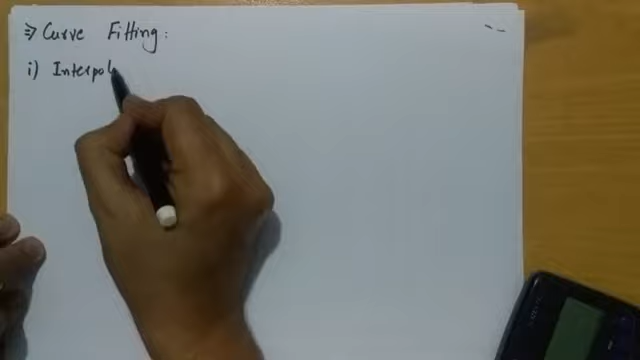 ⇒ Curve Fitting:
i) Interpol